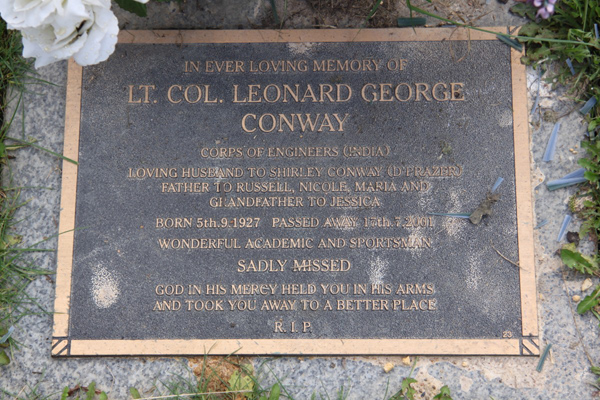 IN EVER LOVING MEMORY OF
LT. COL. LEONARD GEORGE
CONWAY
CORPS OF ENGINEERS (INDIA)
LOVING HUSBAND TO SHIRLEY CONWAY (D'FRAZER)
FATHER TO RUSSELL, NICOLE, MARIA AND
GRANDFATHER TO JESSICA
BORN 5th.9.1927 PASSED AWAY 17th.7.2001
WONDERFUL ACADEMIC AND SPORTSMAN
SADLY MISSED
GOD IN HIS MERCY HELD YOU IN HIS ARMS
AND TOOK YOU AWAY TO A BETTER PLACE
R.I.P.